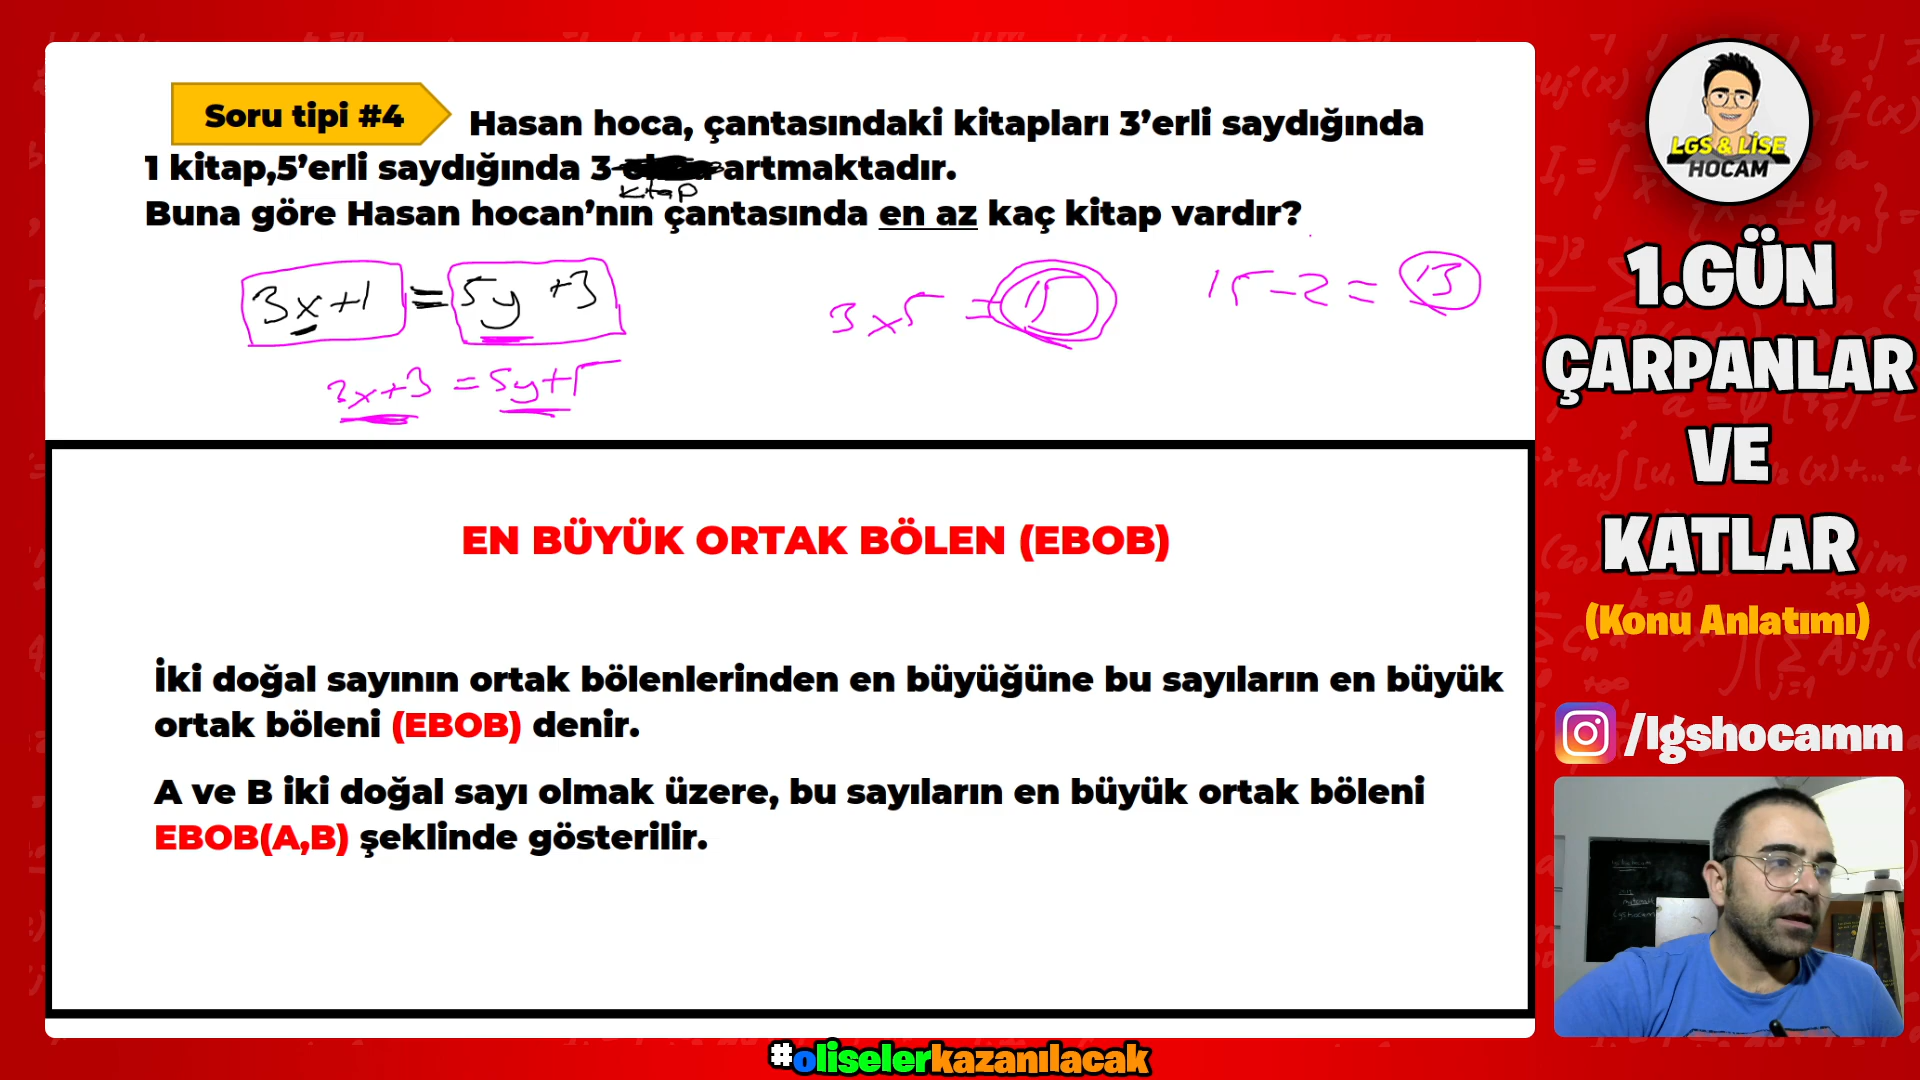 Soru tipi #4
Hasan hoca, çantasındaki kitapları 3’erli saydığında
1 kitap,5’erli saydığında 3 artmaktadır.
kitap
Buna göre Hasan hocan’nın çantasında en az kaç kitap vardır?
3x+1 = 5y +3
3x+3 = 5y+5
3x5 = 15
15-2 = 13
EN BÜYÜK ORTAK BÖLEN (EBOB)
İki doğal sayının ortak bölenlerinden en büyüğüne bu sayıların en büyük
ortak böleni (EBOB) denir.
A ve B iki doğal sayı olmak üzere, bu sayıların en büyük ortak böleni
EBOB(A,B) şeklinde gösterilir.
LGS & LİSE
HOCAM
1.GÜN
ÇARPANLAR
VE
KATLAR
(Konu Anlatımı)
/lgshocamm
#oliselerkazanılacak